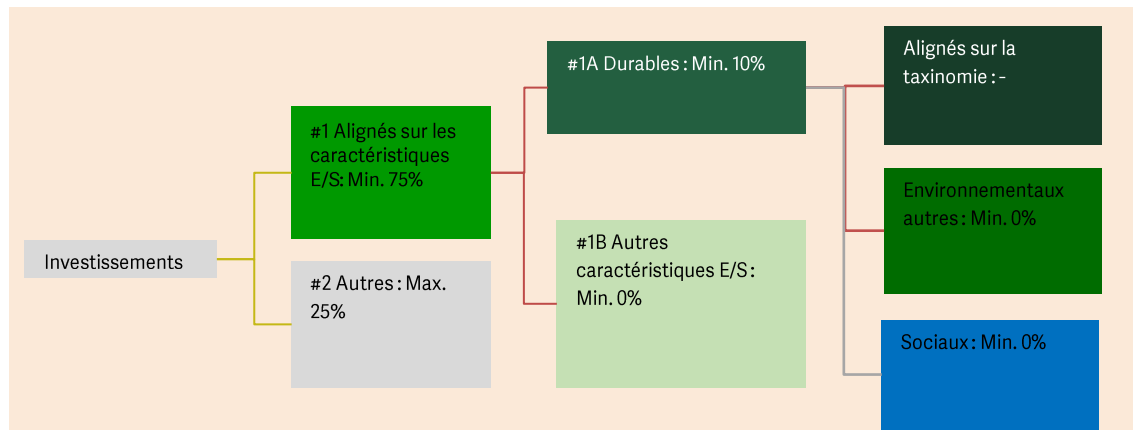 Investissements
#1 Alignés sur les
caractéristiques
E/S: Min. 75%
#2 Autres : Max.
25%
#1A Durables : Min. 10%
#1B Autres
caractéristiques E/S :
Min. 0%
Alignés sur la
taxinomie : -
Environnementaux
autres : Min. 0%
Sociaux : Min. 0%